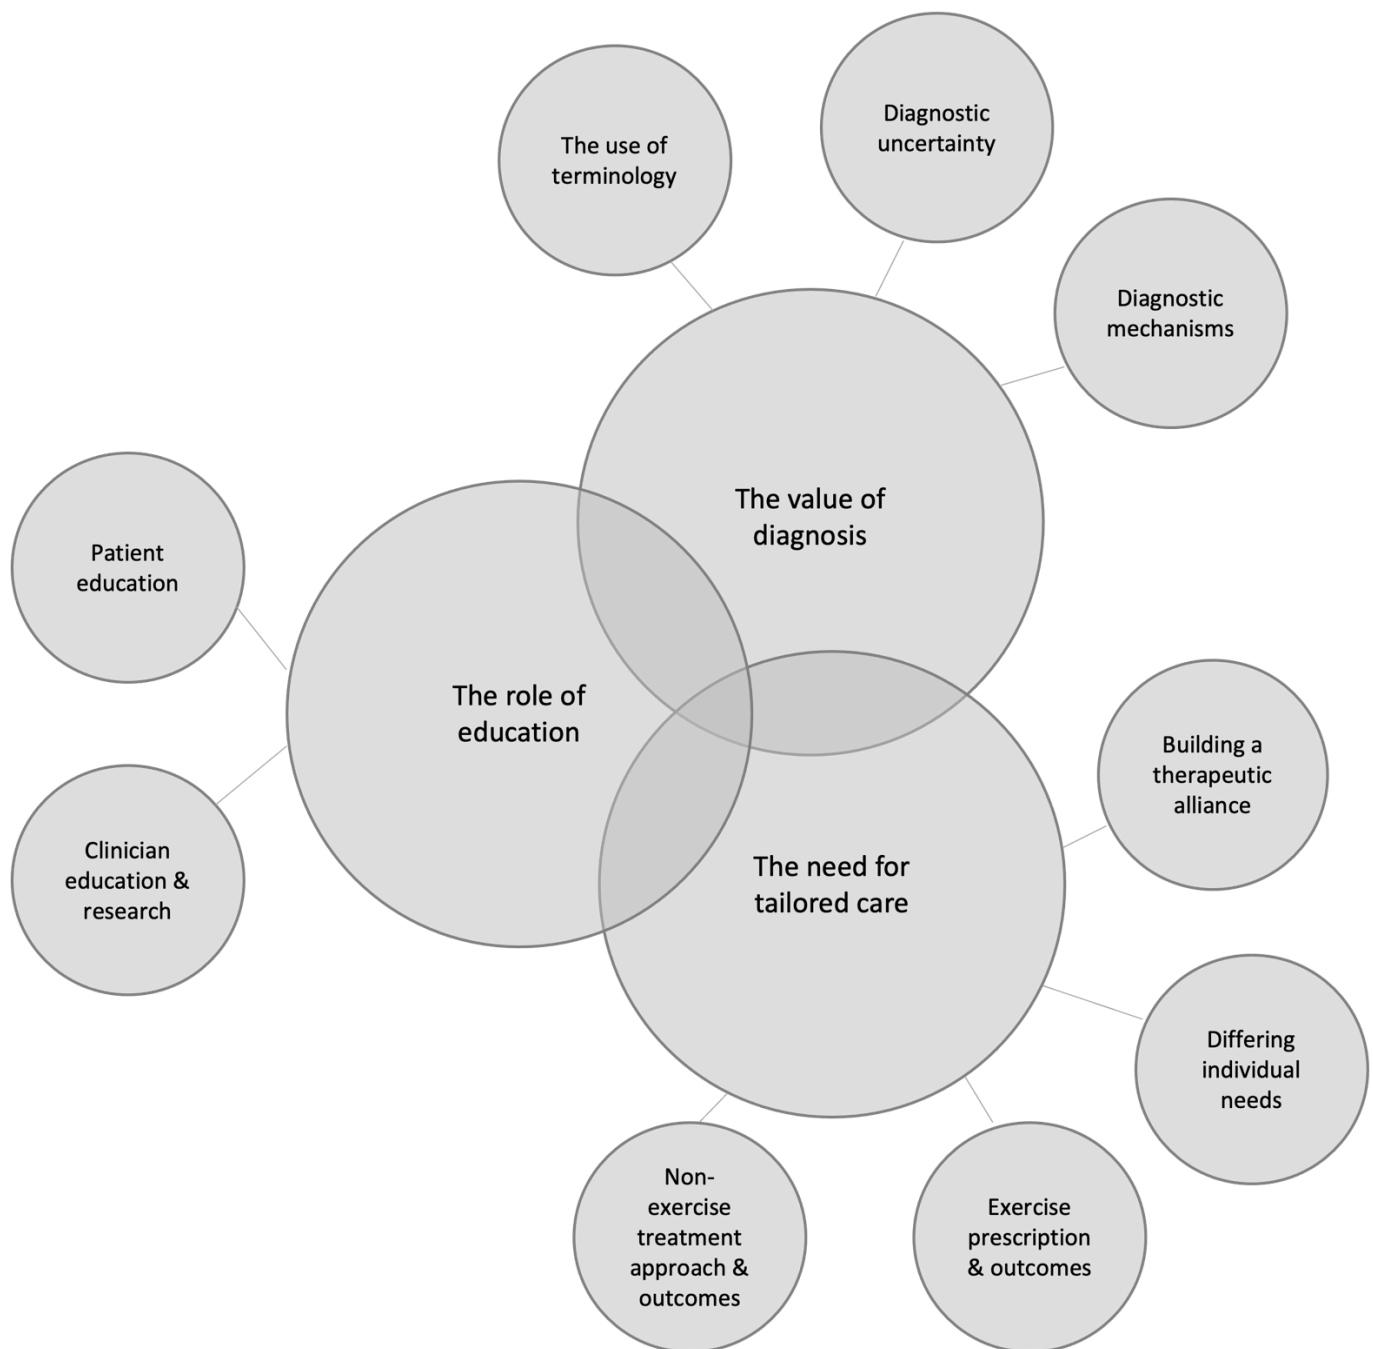 The use of
terminology
Diagnostic
uncertainty
Diagnostic
mechanisms
The value of
diagnosis
Patient
education
The role of
education
Clinician
education &
research
Building a
therapeutic
alliance
The need for
tailored care
Differing
individual
needs
Non-
exercise
treatment
approach &
outcomes
Exercise
prescription
& outcomes